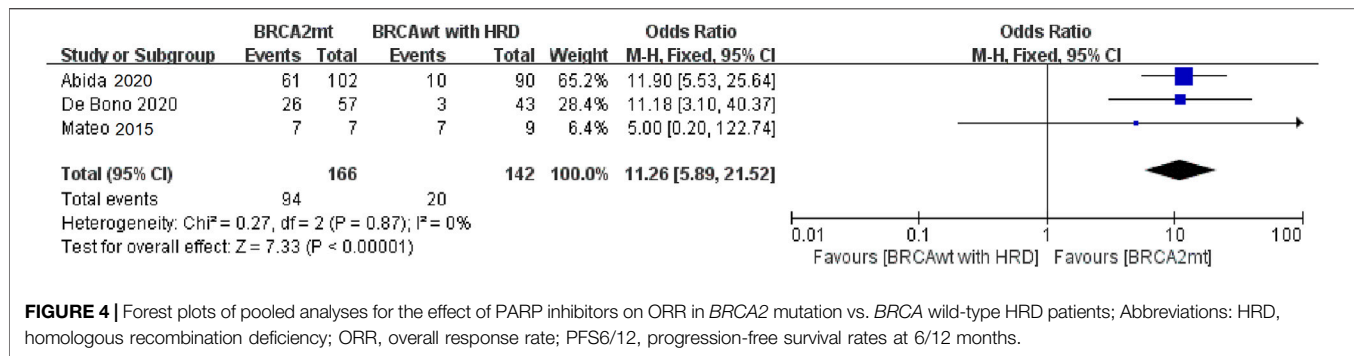 BRCA2mt BRCAwt with HRD Odds Ratio Odds Ratio
Study or Subgroup Events Total Events Total Weight M-H, Fixed, 95% CI M-H, Fixed, 95% CI
Abida 2020 61 102 10 90 65.2% 11.90 [5.53, 25.64]
De Bono 2020 26 57 3 43 28.4% 11.18 [3.10, 40.37]
Mateo 2015 7 7 7 9 6.4% 5.00 [0.20, 122.74]
Total (95% CI) 166 142 100.0% 11.26 [5.89, 21.52]
Total events 94 20
Heterogeneity: Chi² = 0.27, df = 2 (P = 0.87); I² = 0%
Test for overall effect: Z = 7.33 (P < 0.00001)
0.01 0.1 1 10 100
Favours [BRCAwt with HRD] Favours [BRCA2mt]
FIGURE 4 | Forest plots of pooled analyses for the effect of PARP inhibitors on ORR in BRCA2 mutation vs. BRCA wild-type HRD patients; Abbreviations: HRD,
homologous recombination deficiency; ORR, overall response rate; PFS6/12, progression-free survival rates at 6/12 months.